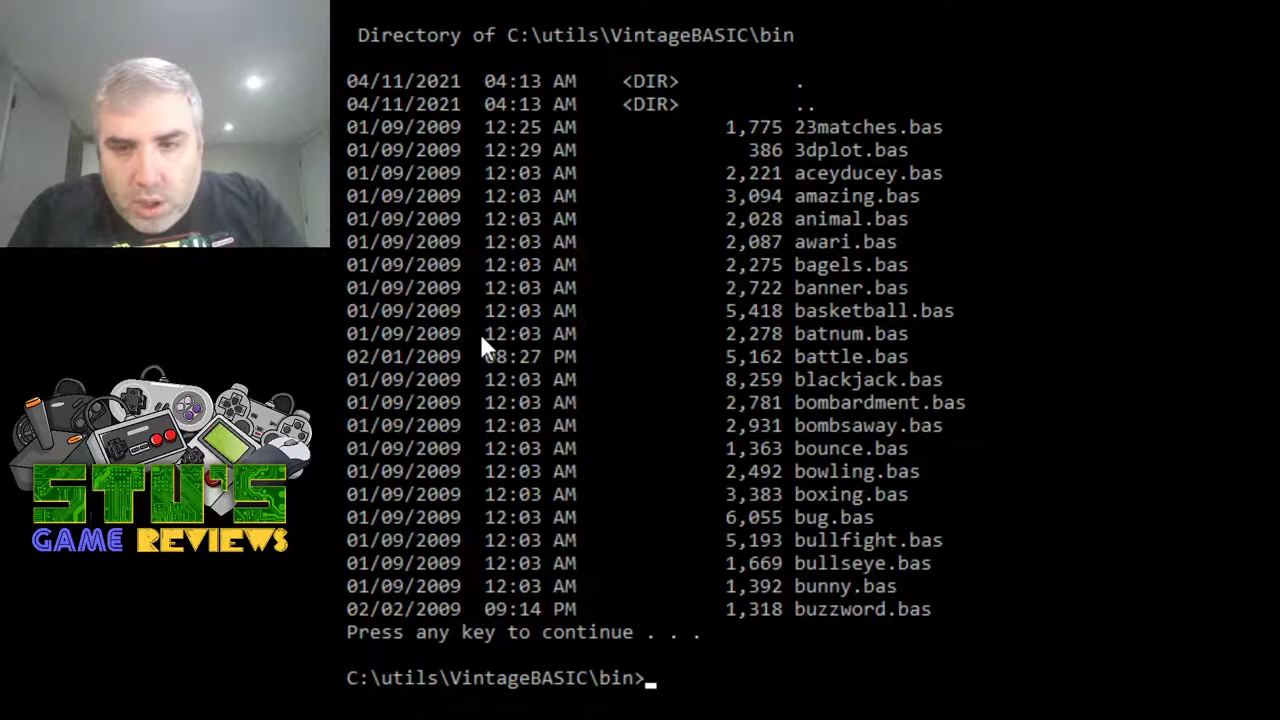 Directory of C:\utils\VintageBASIC\bin
04/11/2021 04:13 AM <DIR> .
04/11/2021 04:13 AM <DIR> ..
01/09/2009 12:25 AM 1,775 23matches.bas
01/09/2009 12:29 AM 386 3dplot.bas
01/09/2009 12:03 AM 2,221 aceyducey.bas
01/09/2009 12:03 AM 3,094 amazing.bas
01/09/2009 12:03 AM 2,028 animal.bas
01/09/2009 12:03 AM 2,087 awari.bas
01/09/2009 12:03 AM 2,275 bagels.bas
01/09/2009 12:03 AM 2,722 banner.bas
01/09/2009 12:03 AM 5,418 basketball.bas
01/09/2009 12:03 AM 2,278 batnum.bas
02/01/2009 08:27 PM 5,162 battle.bas
01/09/2009 12:03 AM 8,259 blackjack.bas
01/09/2009 12:03 AM 2,781 bombardment.bas
01/09/2009 12:03 AM 2,931 bombsaway.bas
01/09/2009 12:03 AM 1,363 bounce.bas
01/09/2009 12:03 AM 2,492 bowling.bas
01/09/2009 12:03 AM 3,383 boxing.bas
01/09/2009 12:03 AM 6,055 bug.bas
01/09/2009 12:03 AM 5,193 bullfight.bas
01/09/2009 12:03 AM 1,669 bullseye.bas
01/09/2009 12:03 AM 1,392 bunny.bas
02/02/2009 09:14 PM 1,318 buzzword.bas
Press any key to continue . . .
C:\utils\VintageBASIC\bin>
STU'S
GAME REVIEWS